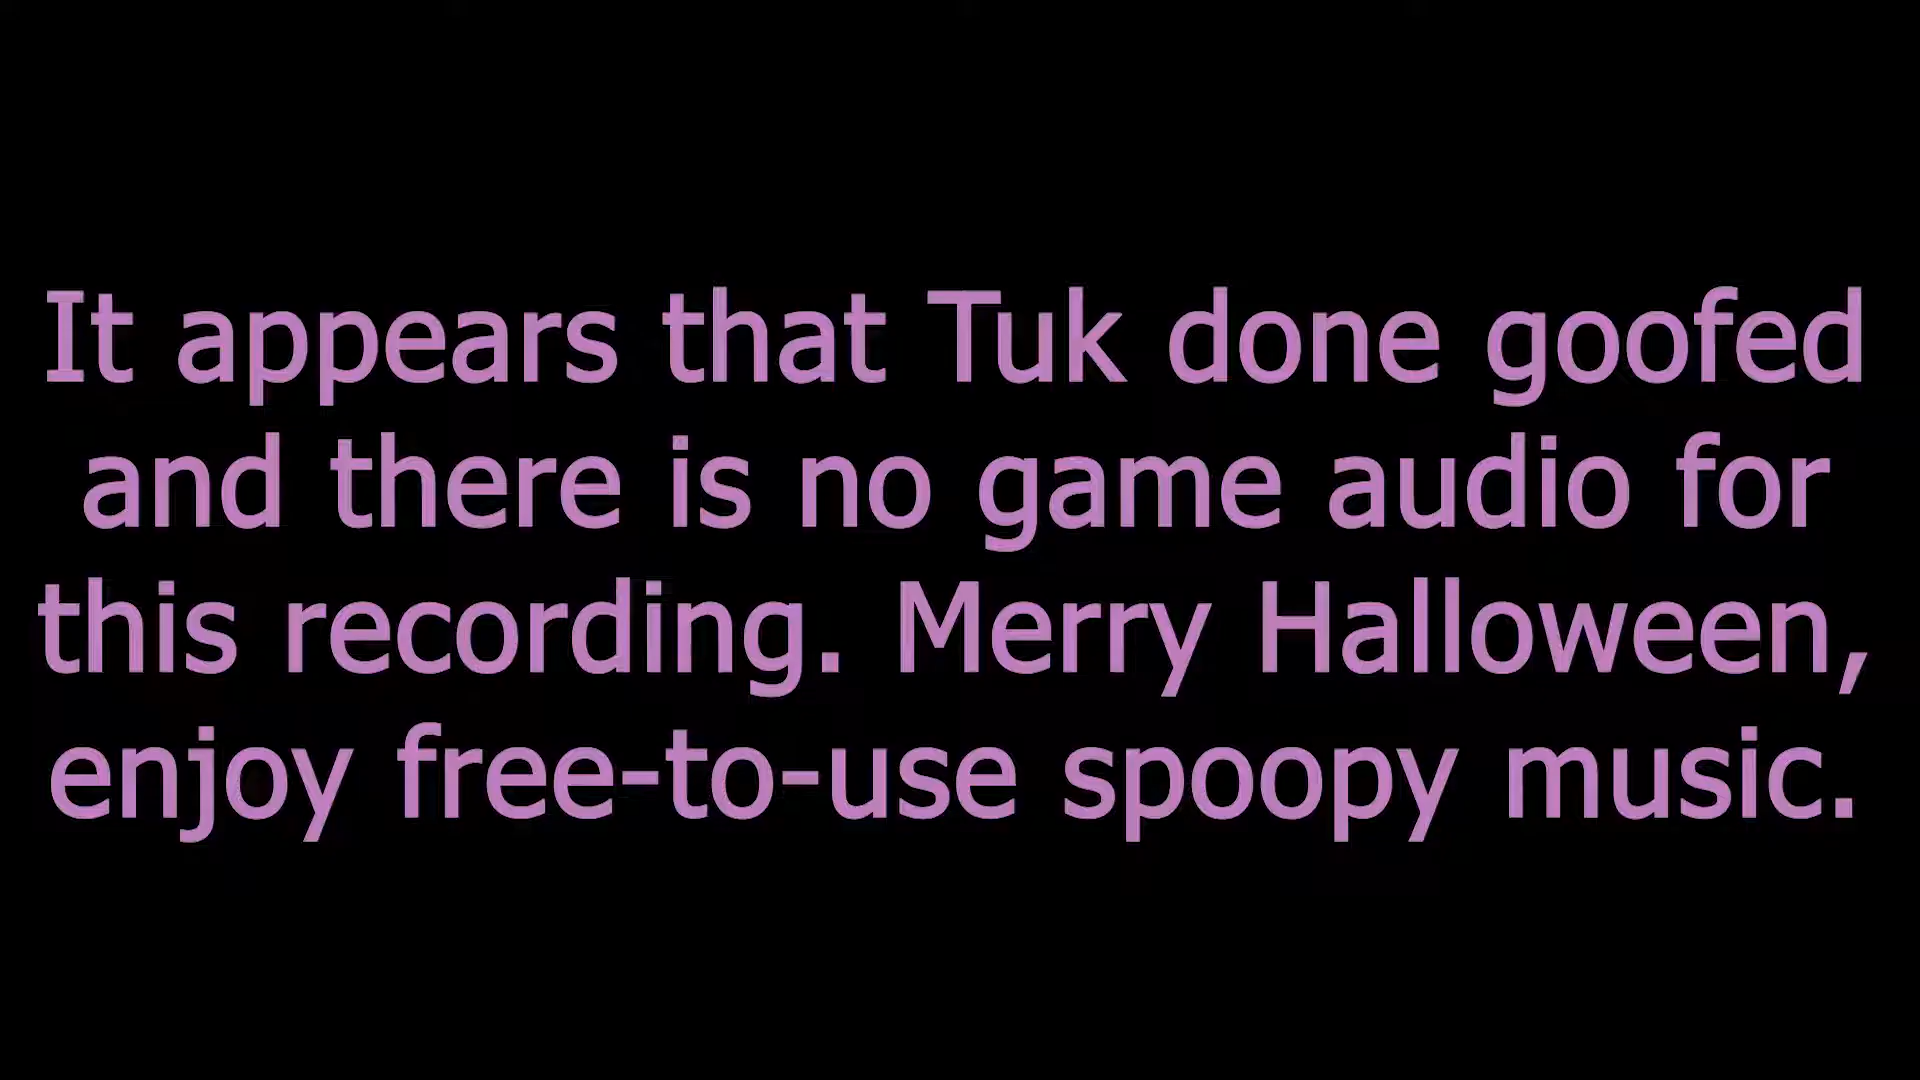 It appears that Tuk done goofed
and there is no game audio for
this recording. Merry Halloween,
enjoy free-to-use spoopy music.